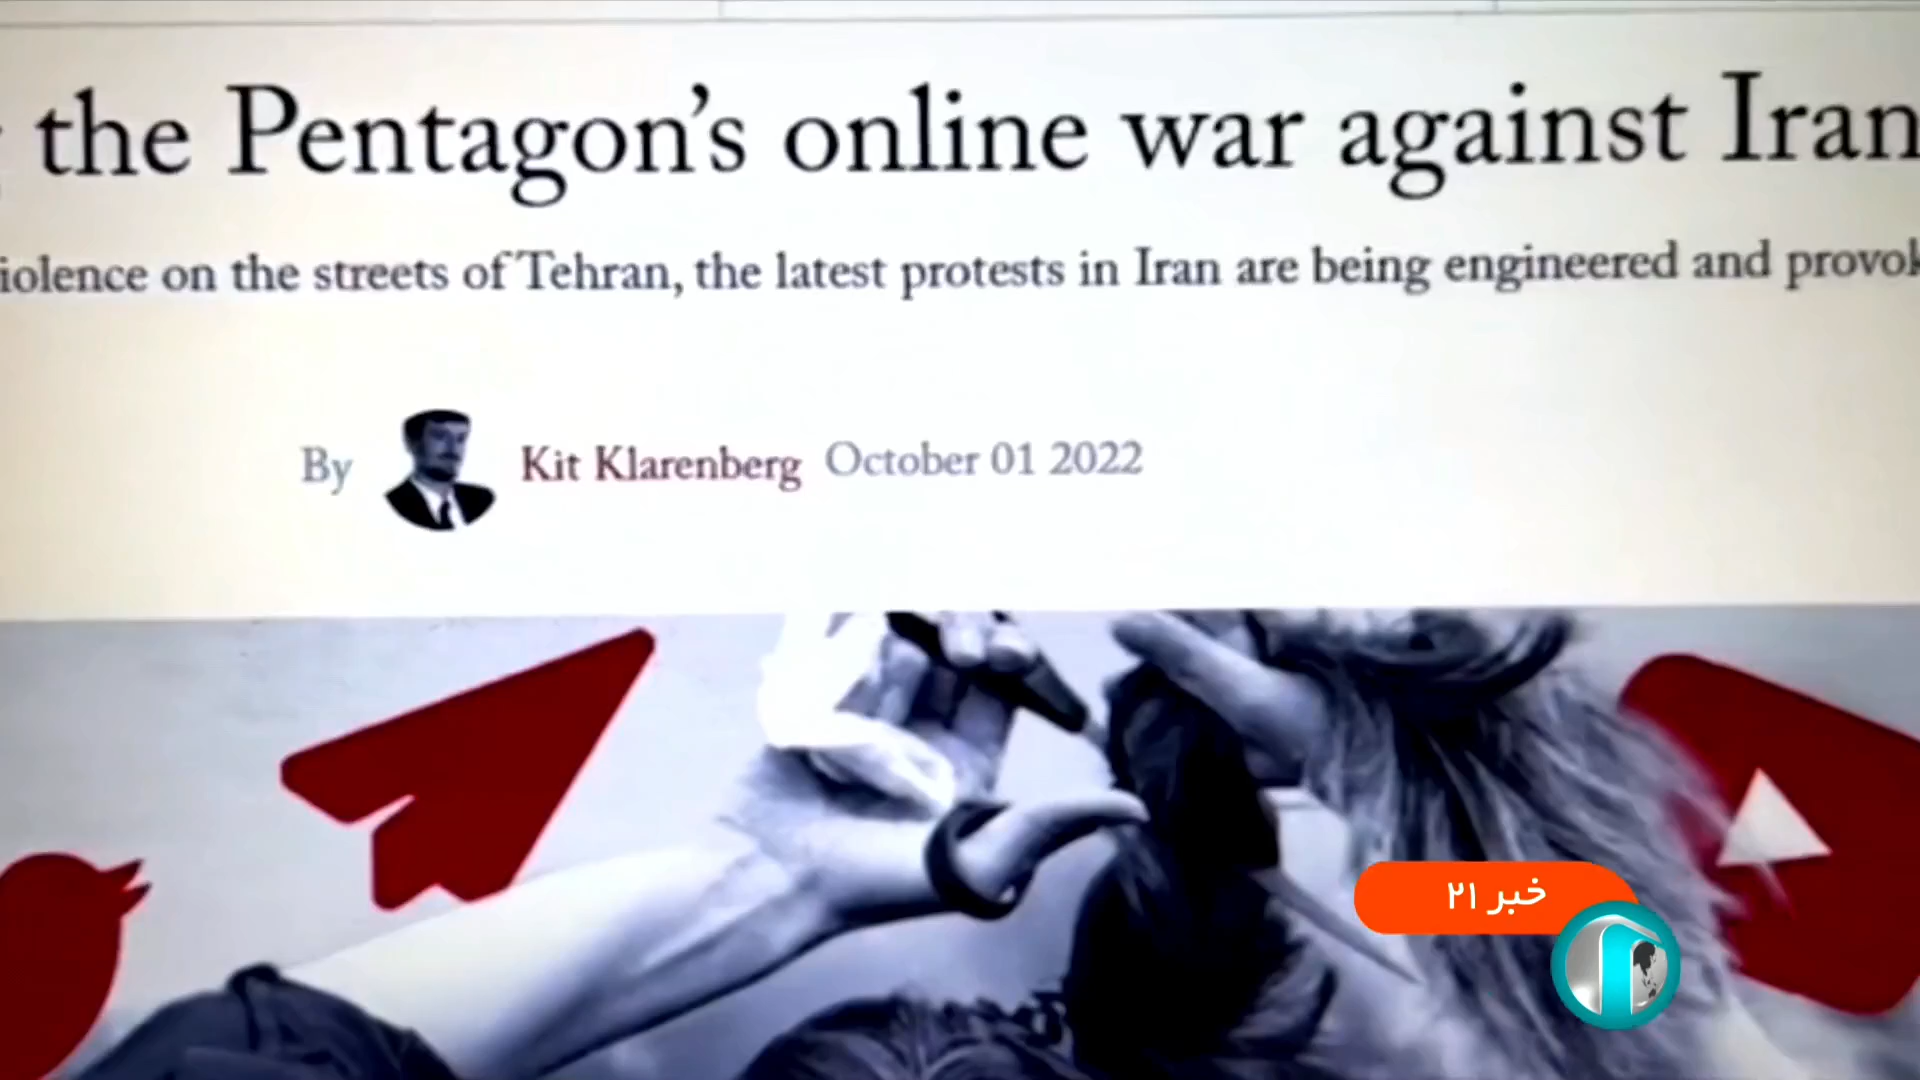 the Pentagon’s online war against Iran
iolence on the streets of Tehran, the latest protests in Iran are being engineered and provok
By Kit Klarenberg October 01 2022
خبر ۲۱